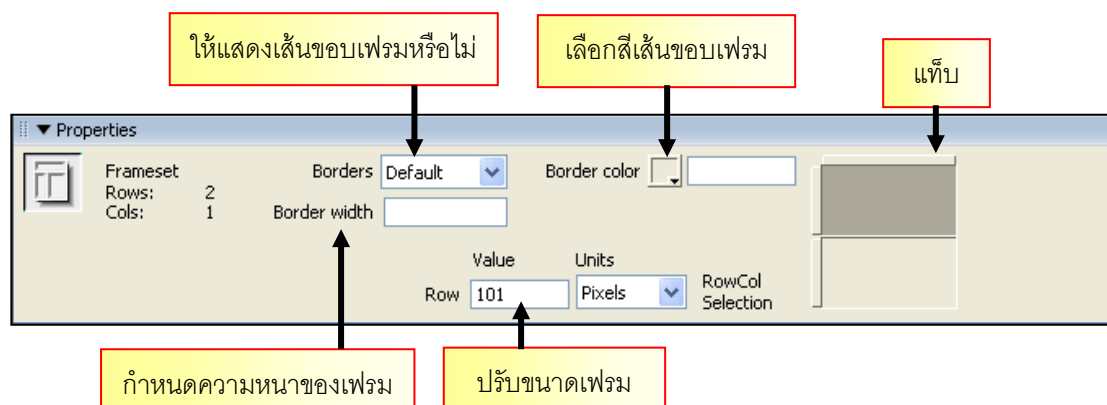 ให้แสดงเส้นขอบเฟรมหรือไม่
เลือกสีเส้นขอบเฟรม
แท็บ
Properties
Frameset
Rows: 2
Cols: 1
Borders Default
Border color
Border width
Value Units
Row 101 Pixels
RowCol
Selection
กำหนดความหนาของเฟรม
ปรับขนาดเฟรม